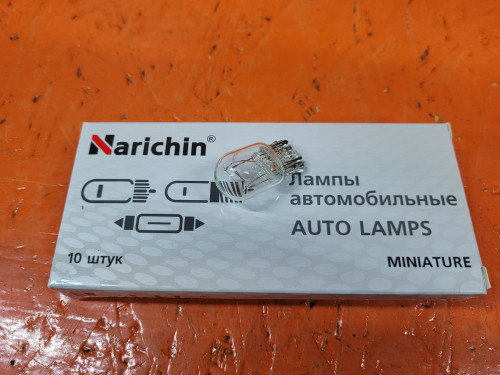 Narichin®
Лампы
автомобильные
AUTO LAMPS
10 штук
MINIATURE